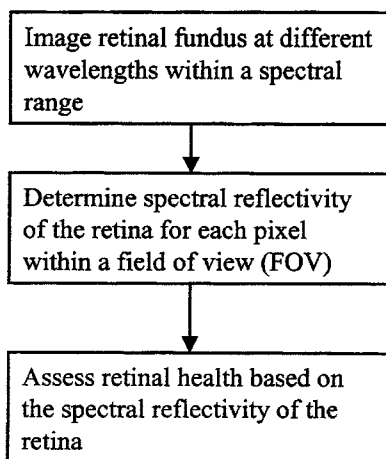 Image retinal fundus at different
wavelengths within a spectral
range
Determine spectral reflectivity
of the retina for each pixel
within a field of view (FOV)
Assess retinal health based on
the spectral reflectivity of the
retina